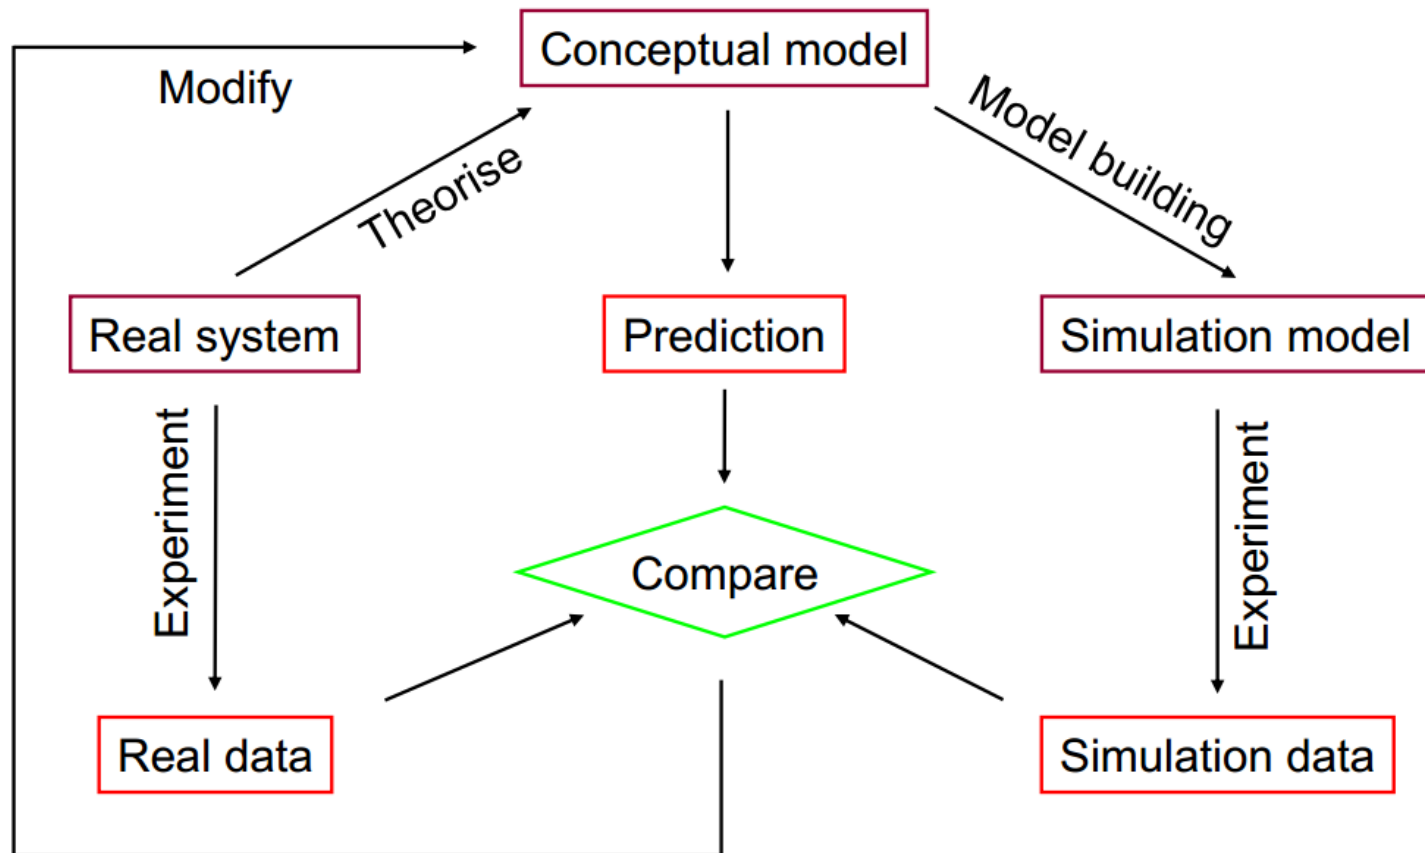 Conceptual model
Modify
Theorise
Model building
Real system
Prediction
Simulation model
Experiment
Compare
Experiment
Real data
Simulation data